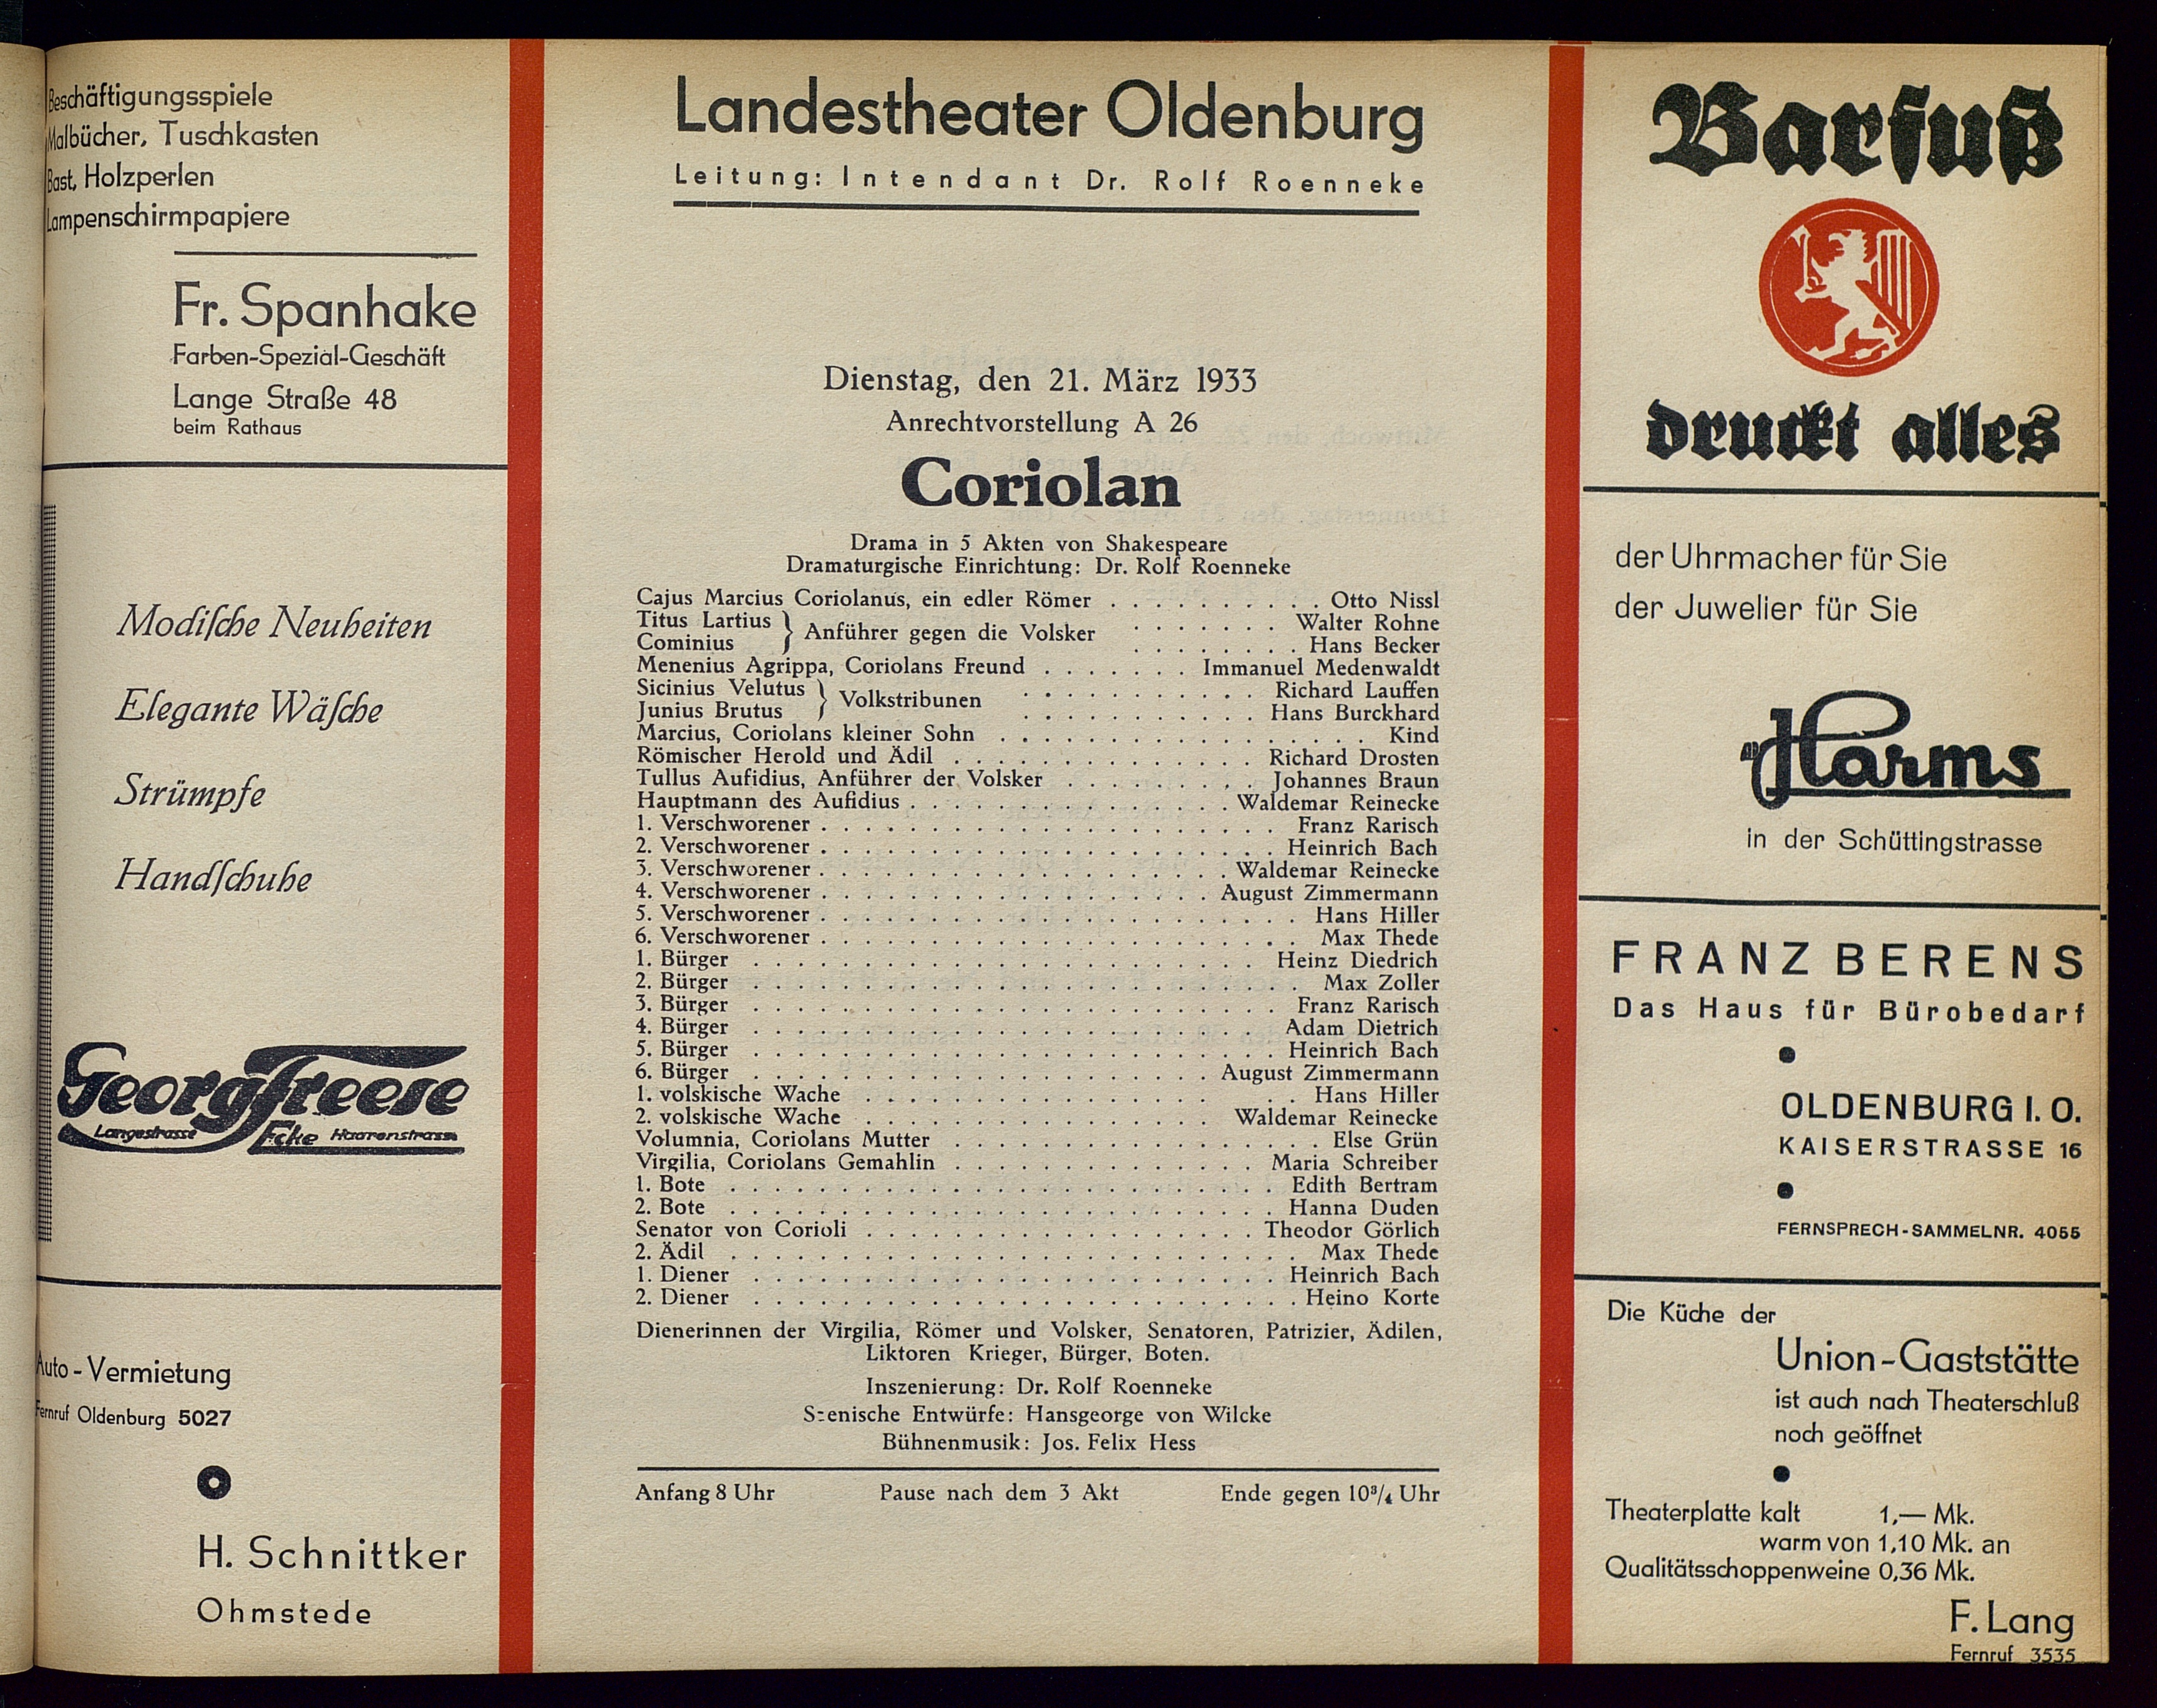 Beschäftigungsspiele
Malbücher, Tuschkasten
Bast, Holzperlen
Lampenschirmpapiere
Fr. Spanhake
Farben-Spezial-Geschäft
Lange Straße 48
beim Rathaus
Modische Neuheiten
Elegante Wäsche
Strümpfe
Handschuhe
Georg Freese
Langestrasse Ecke Haarenstrasse
Auto-Vermietung
Fernruf Oldenburg 5027
H. Schnittker
Ohmstede
Landestheater Oldenburg
Leitung: Intendant Dr. Rolf Roenneke
Dienstag, den 21. März 1933
Anrechtvorstellung A 26
Coriolan
Drama in 5 Akten von Shakespeare
Dramaturgische Einrichtung: Dr. Rolf Roenneke
Cajus Marcius Coriolanus, ein edler Römer . . . . . . . . . . Otto Nissl
Titus Lartius } Anführer gegen die Volsker . . . . . . . Walter Rohne
Cominius . . . . . . . . Hans Becker
Menenius Agrippa, Coriolans Freund . . . . . . . Immanuel Medenwaldt
Sicinius Velutus } Volkstribunen . . . . . . . . . . . Richard Lauffen
Junius Brutus . . . . . . . . . . . Hans Burckhard
Marcius, Coriolans kleiner Sohn . . . . . . . . . . . . . . . . . Kind
Römischer Herold und Ädil . . . . . . . . . . . . . . Richard Drosten
Tullus Aufidius, Anführer der Volsker . . . . . . . . . Johannes Braun
Hauptmann des Aufidius . . . . . . . . . . . . . . . Waldemar Reinecke
1. Verschworener . . . . . . . . . . . . . . . . . . . . . Franz Rarisch
2. Verschworener . . . . . . . . . . . . . . . . . . . . . Heinrich Bach
3. Verschworener . . . . . . . . . . . . . . . . . . . Waldemar Reinecke
4. Verschworener . . . . . . . . . . . . . . . . . . August Zimmermann
5. Verschworener . . . . . . . . . . . . . . . . . . . . . . Hans Hiller
6. Verschworener . . . . . . . . . . . . . . . . . . . . . . Max Thede
1. Bürger . . . . . . . . . . . . . . . . . . . . . . . Heinz Diedrich
2. Bürger . . . . . . . . . . . . . . . . . . . . . . . . . Max Zoller
3. Bürger . . . . . . . . . . . . . . . . . . . . . . . . Franz Rarisch
4. Bürger . . . . . . . . . . . . . . . . . . . . . . . . Adam Dietrich
5. Bürger . . . . . . . . . . . . . . . . . . . . . . . . Heinrich Bach
6. Bürger . . . . . . . . . . . . . . . . . . . . . August Zimmermann
1. volskische Wache . . . . . . . . . . . . . . . . . . Hans Hiller
2. volskische Wache . . . . . . . . . . . . . . . . Waldemar Reinecke
Volumnia, Coriolans Mutter . . . . . . . . . . . . . . . . . Else Grün
Virgilia, Coriolans Gemahlin . . . . . . . . . . . . . . Maria Schreiber
1. Bote . . . . . . . . . . . . . . . . . . . . . . . . . Edith Bertram
2. Bote . . . . . . . . . . . . . . . . . . . . . . . . . Hanna Duden
Senator von Corioli . . . . . . . . . . . . . . . . . . Theodor Görlich
2. Ädil . . . . . . . . . . . . . . . . . . . . . . . . . . Max Thede
1. Diener . . . . . . . . . . . . . . . . . . . . . . . . Heinrich Bach
2. Diener . . . . . . . . . . . . . . . . . . . . . . . . . Heino Korte
Dienerinnen der Virgilia, Römer und Volsker, Senatoren, Patrizier, Ädilen,
Liktoren Krieger, Bürger, Boten.
Inszenierung: Dr. Rolf Roenneke
Szenische Entwürfe: Hansgeorge von Wilcke
Bühnenmusik: Jos. Felix Hess
Anfang 8 Uhr Pause nach dem 3 Akt Ende gegen 10³/₄ Uhr
Barfuß
druckt alles
der Uhrmacher für Sie
der Juwelier für Sie
Harms
in der Schüttingstrasse
FRANZ BERENS
Das Haus für Bürobedarf
OLDENBURG I. O.
KAISERSTRASSE 16
FERNSPRECH-SAMMELNR. 4055
Die Küche der
Union-Gaststätte
ist auch nach Theaterschluß
noch geöffnet
Theaterplatte kalt 1,— Mk.
warm von 1,10 Mk. an
Qualitätsschoppenweine 0,36 Mk.
F. Lang
Fernruf 3535